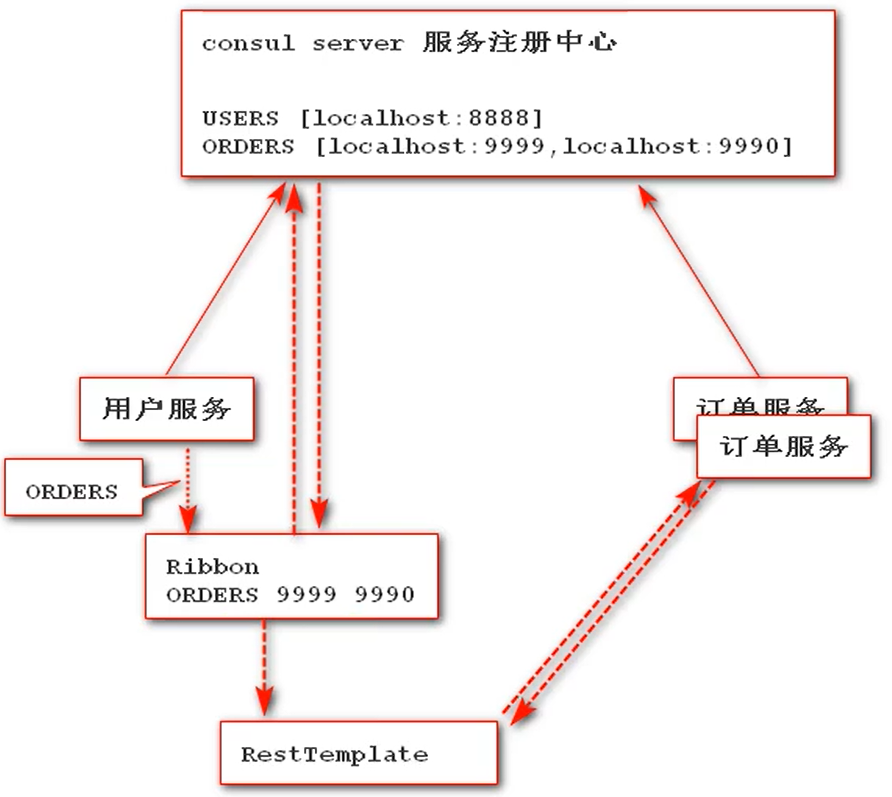 consul server 服务注册中心
USERS [localhost:8888]
ORDERS [localhost:9999,localhost:9990]
用户服务
订单服务
订单服务
ORDERS
Ribbon
ORDERS 9999 9990
RestTemplate